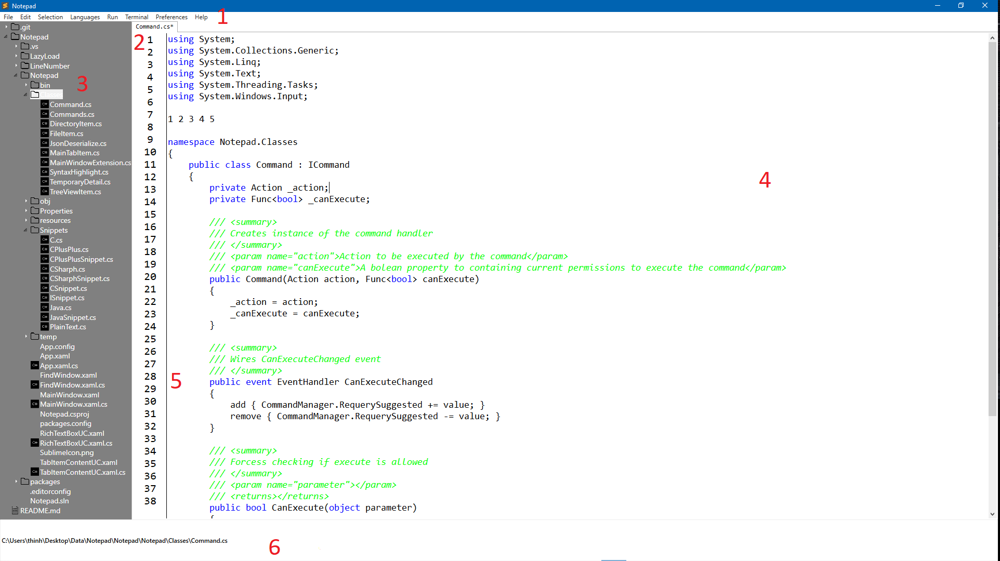 Notepad
File Edit Selection Languages Run Terminal Preferences Help
1
.git
Notepad
.vs
LazyLoad
LineNumber
Notepad
bin
Classes
Command.cs
Commands.cs
DirectoryItem.cs
FileItem.cs
JsonDeserialize.cs
MainTabItem.cs
MainWindowExtension.cs
SyntaxHighlight.cs
TemporaryDetail.cs
TreeViewItem.cs
obj
Properties
resources
Snippets
C.cs
CPlusPlus.cs
CPlusPlusSnippet.cs
CSharph.cs
CSharphSnippet.cs
CSnippet.cs
ISnippet.cs
Java.cs
JavaSnippet.cs
PlainText.cs
temp
App.config
App.xaml
App.xaml.cs
FindWindow.xaml
FindWindow.xaml.cs
MainWindow.xaml
MainWindow.xaml.cs
Notepad.csproj
packages.config
RichTextBoxUC.xaml
RichTextBoxUC.xaml.cs
SublimeIcon.png
TabItemContentUC.xaml
TabItemContentUC.xaml.cs
packages
.editorconfig
Notepad.sln
README.md
3
Command.cs*
2
1
2
3
4
5
6
7
8
9
10
11
12
13
14
15
16
17
18
19
20
21
22
23
24
25
26
27
28
29
30
31
32
33
34
35
36
37
38
using System;
using System.Collections.Generic;
using System.Linq;
using System.Text;
using System.Threading.Tasks;
using System.Windows.Input;
1 2 3 4 5
namespace Notepad.Classes
{
public class Command : ICommand
{
private Action _action;
private Func<bool> _canExecute;
/// <summary>
/// Creates instance of the command handler
/// </summary>
/// <param name="action">Action to be executed by the command</param>
/// <param name="canExecute">A bolean property to containing current permissions to execute the command</param>
public Command(Action action, Func<bool> canExecute)
{
_action = action;
_canExecute = canExecute;
}
/// <summary>
/// Wires CanExecuteChanged event
/// </summary>
public event EventHandler CanExecuteChanged
{
add { CommandManager.RequerySuggested += value; }
remove { CommandManager.RequerySuggested -= value; }
}
/// <summary>
/// Forcess checking if execute is allowed
/// </summary>
/// <param name="parameter"></param>
/// <returns></returns>
public bool CanExecute(object parameter)
{
4
5
C:\Users\thinh\Desktop\Data\Notepad\Notepad\Notepad\Classes\Command.cs
6